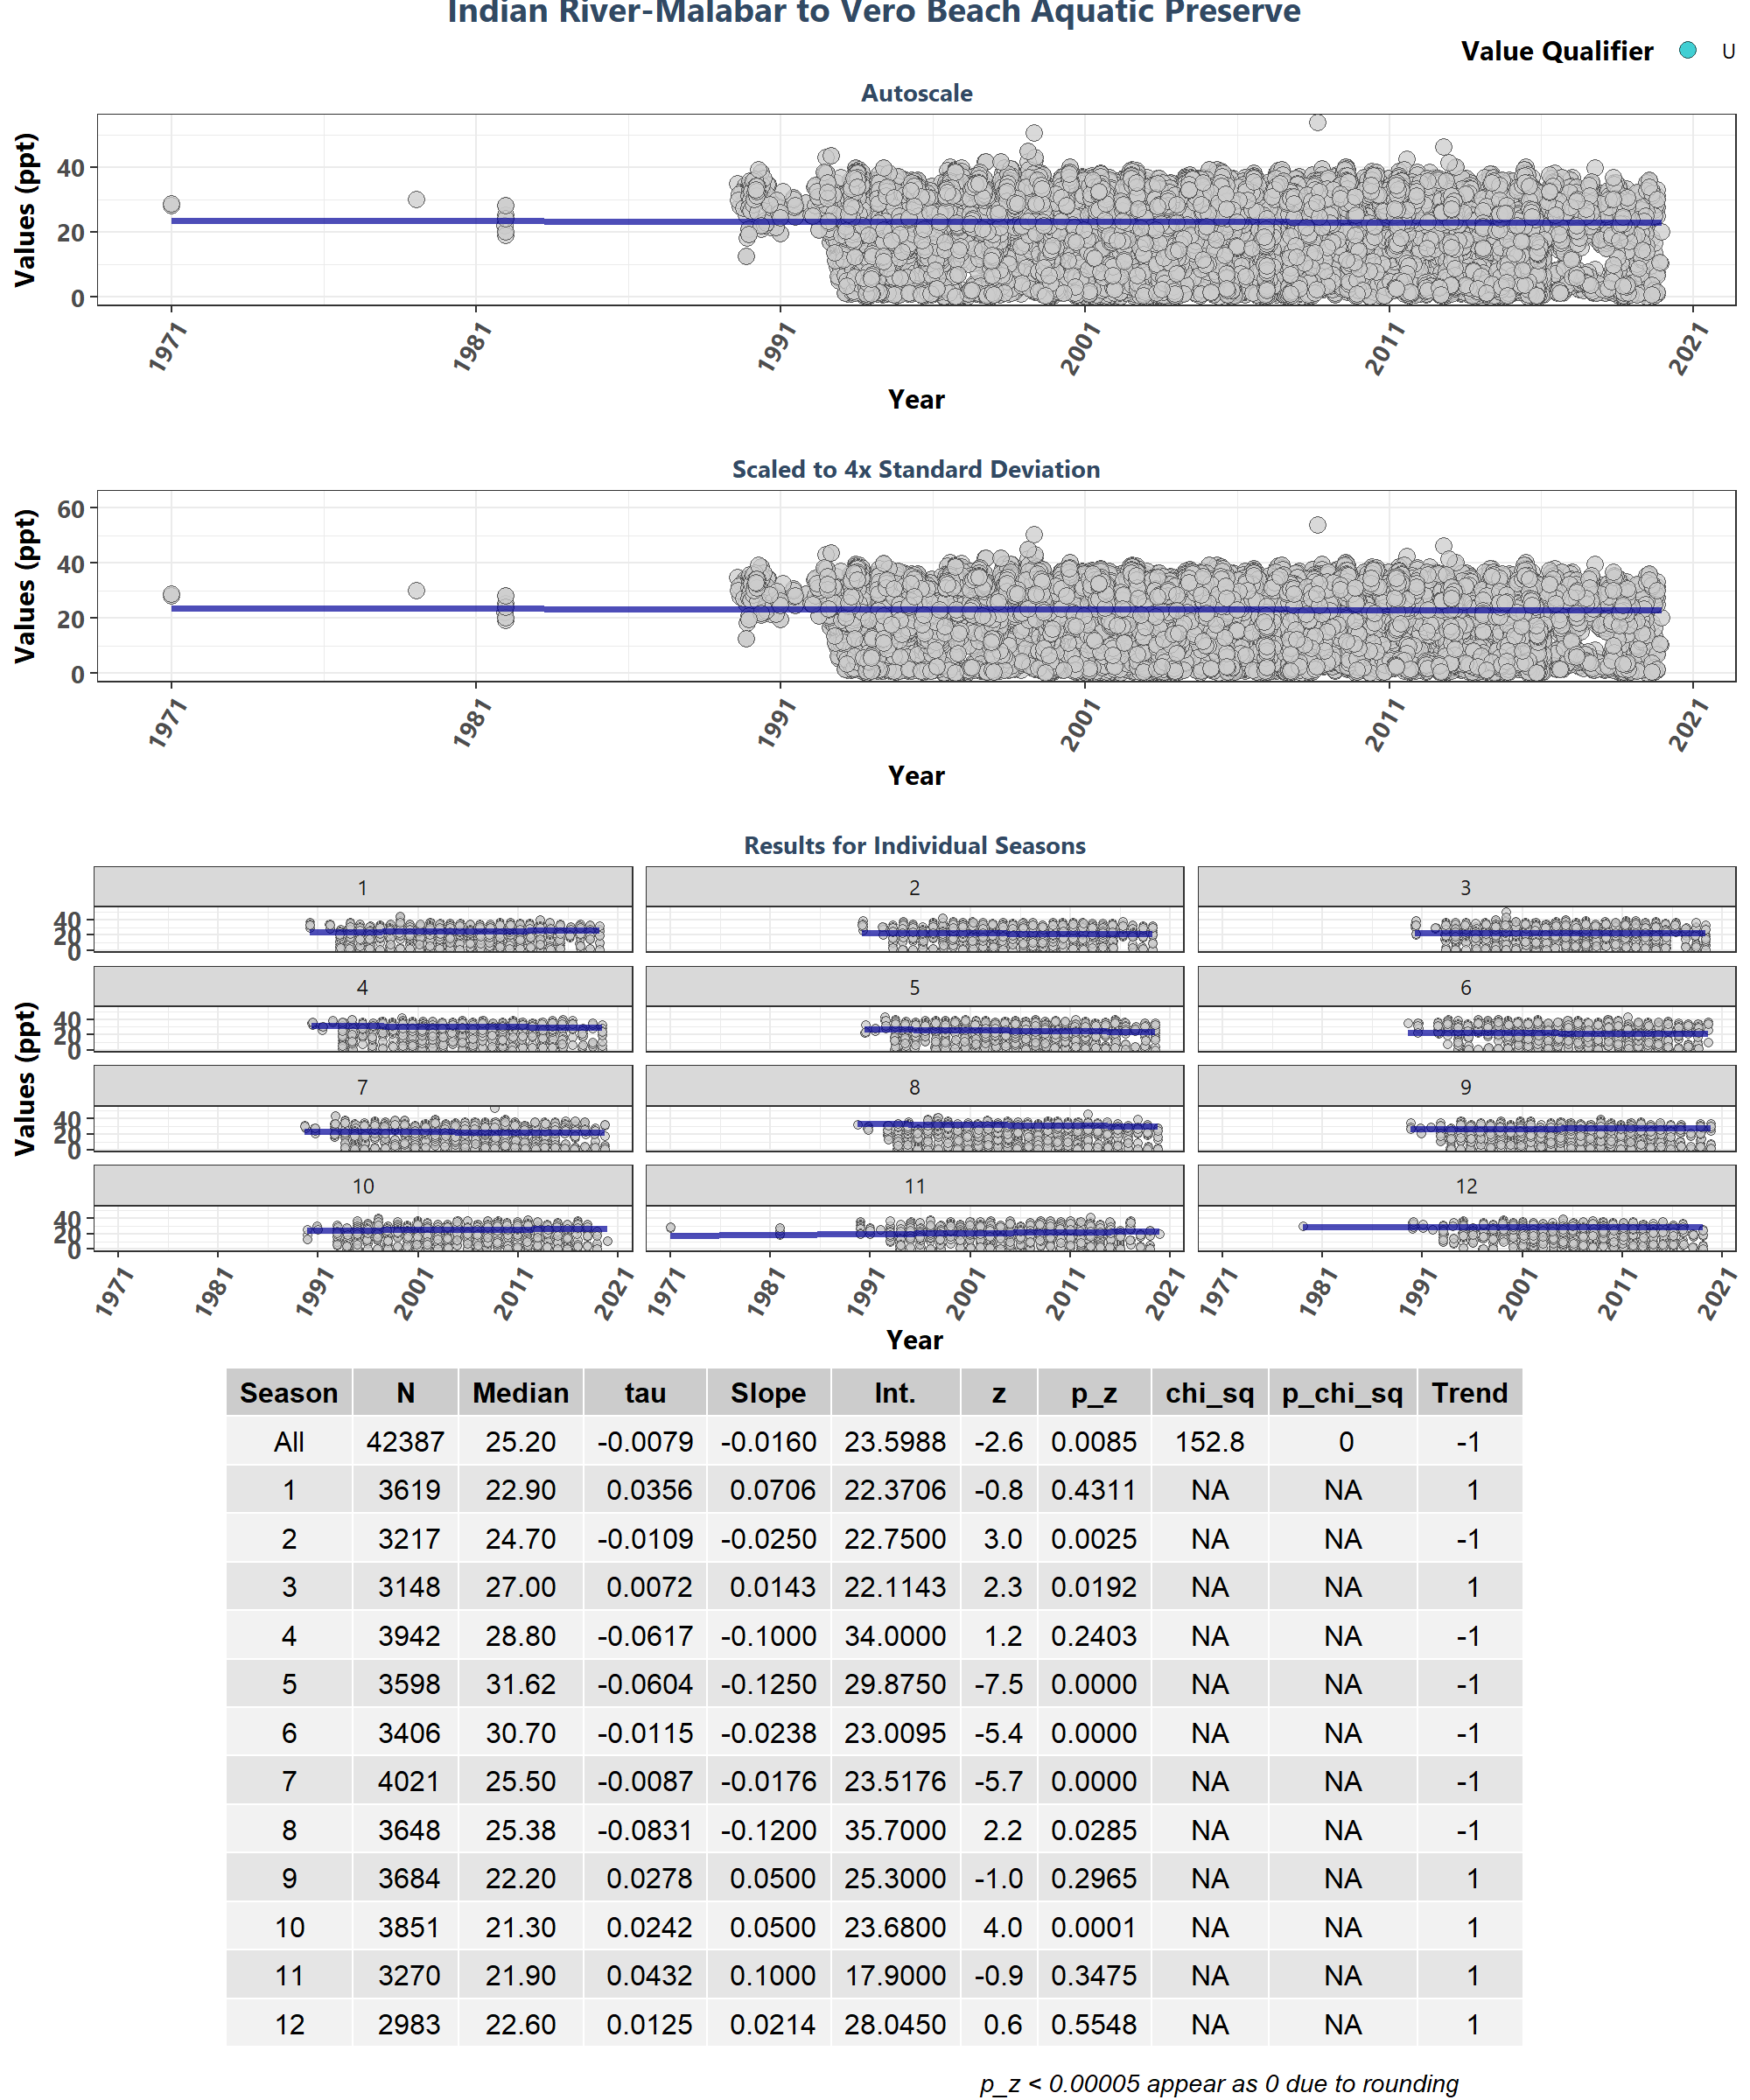 Indian River-Malabar to Vero Beach Aquatic Preserve
Value Qualifier U
Autoscale
Values (ppt)
40
20
0
1971 1981 1991 2001 2011 2021
Year
Scaled to 4x Standard Deviation
Values (ppt)
60
40
20
0
1971 1981 1991 2001 2011 2021
Year
Results for Individual Seasons
Values (ppt)
1 2 3
40
20
0
4 5 6
40
20
0
7 8 9
40
20
0
10 11 12
40
20
0
1971 1981 1991 2001 2011 2021 1971 1981 1991 2001 2011 2021 1971 1981 1991 2001 2011 2021
Year
Season N Median tau Slope Int. z p_z chi_sq p_chi_sq Trend
All 42387 25.20 -0.0079 -0.0160 23.5988 -2.6 0.0085 152.8 0 -1
1 3619 22.90 0.0356 0.0706 22.3706 -0.8 0.4311 NA NA 1
2 3217 24.70 -0.0109 -0.0250 22.7500 3.0 0.0025 NA NA -1
3 3148 27.00 0.0072 0.0143 22.1143 2.3 0.0192 NA NA 1
4 3942 28.80 -0.0617 -0.1000 34.0000 1.2 0.2403 NA NA -1
5 3598 31.62 -0.0604 -0.1250 29.8750 -7.5 0.0000 NA NA -1
6 3406 30.70 -0.0115 -0.0238 23.0095 -5.4 0.0000 NA NA -1
7 4021 25.50 -0.0087 -0.0176 23.5176 -5.7 0.0000 NA NA -1
8 3648 25.38 -0.0831 -0.1200 35.7000 2.2 0.0285 NA NA -1
9 3684 22.20 0.0278 0.0500 25.3000 -1.0 0.2965 NA NA 1
10 3851 21.30 0.0242 0.0500 23.6800 4.0 0.0001 NA NA 1
11 3270 21.90 0.0432 0.1000 17.9000 -0.9 0.3475 NA NA 1
12 2983 22.60 0.0125 0.0214 28.0450 0.6 0.5548 NA NA 1
p_z < 0.00005 appear as 0 due to rounding